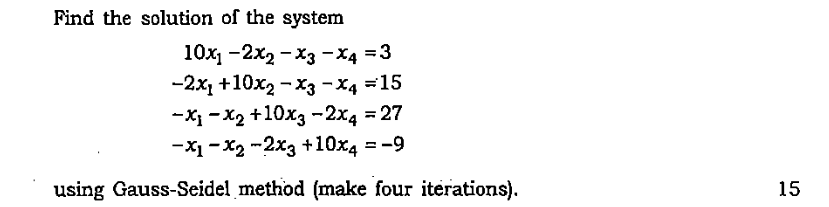 Find the solution of the system
10x₁ −2x₂ − x₃ − x₄ = 3
−2x₁ +10x₂ − x₃ − x₄ = 15
−x₁ − x₂ +10x₃ −2x₄ = 27
−x₁ − x₂ −2x₃ +10x₄ = −9
using Gauss-Seidel method (make four iterations). 15